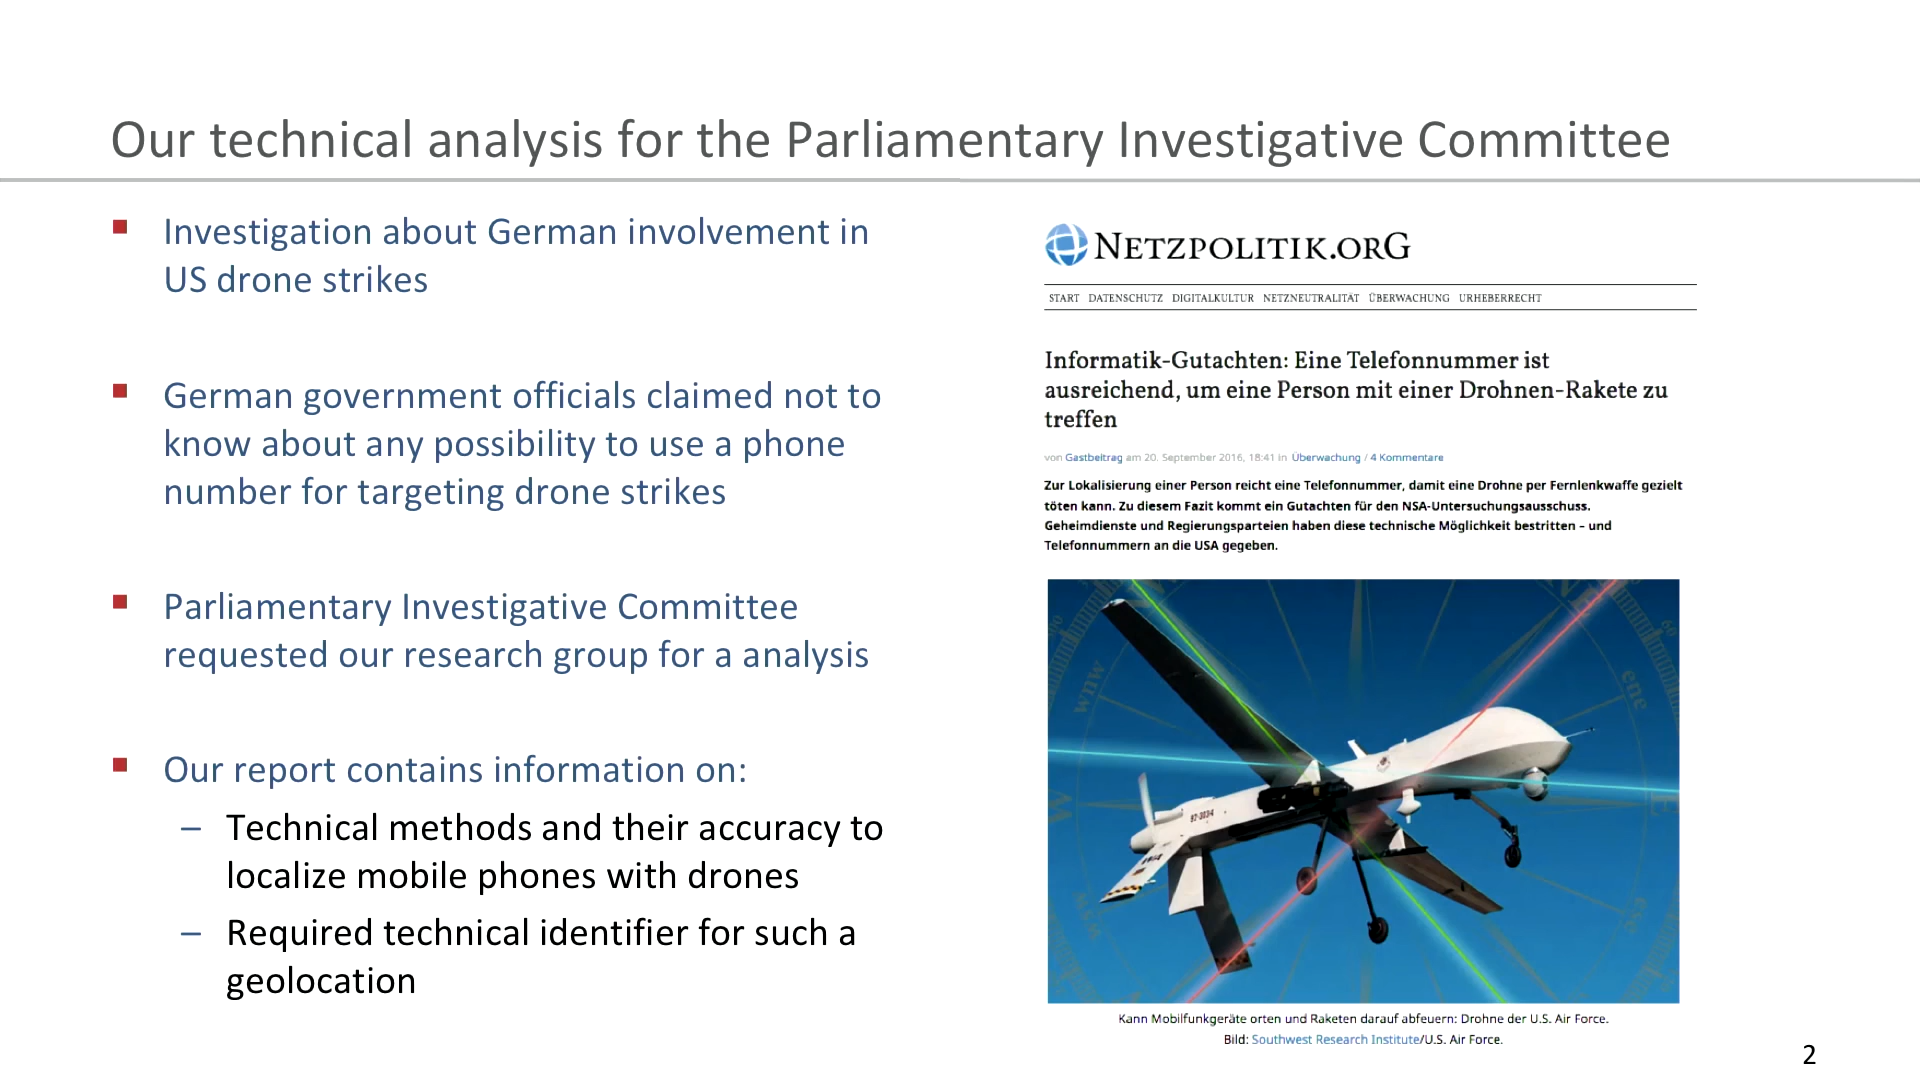 Our technical analysis for the Parliamentary Investigative Committee
Investigation about German involvement in
US drone strikes
German government officials claimed not to
know about any possibility to use a phone
number for targeting drone strikes
Parliamentary Investigative Committee
requested our research group for a analysis
Our report contains information on:
– Technical methods and their accuracy to
localize mobile phones with drones
– Required technical identifier for such a
geolocation
NETZPOLITIK.ORG
START DATENSCHUTZ DIGITALKULTUR NETZNEUTRALITÄT ÜBERWACHUNG URHEBERRECHT
Informatik-Gutachten: Eine Telefonnummer ist
ausreichend, um eine Person mit einer Drohnen-Rakete zu
treffen
von Gastbeitrag am 20. September 2016, 18:41 in Überwachung / 4 Kommentare
Zur Lokalisierung einer Person reicht eine Telefonnummer, damit eine Drohne per Fernlenkwaffe gezielt
töten kann. Zu diesem Fazit kommt ein Gutachten für den NSA-Untersuchungsausschuss.
Geheimdienste und Regierungsparteien haben diese technische Möglichkeit bestritten – und
Telefonnummern an die USA gegeben.
wnw
ene
W
E
ese
Kann Mobilfunkgeräte orten und Raketen darauf abfeuern: Drohne der U.S. Air Force.
Bild: Southwest Research Institute/U.S. Air Force.
2